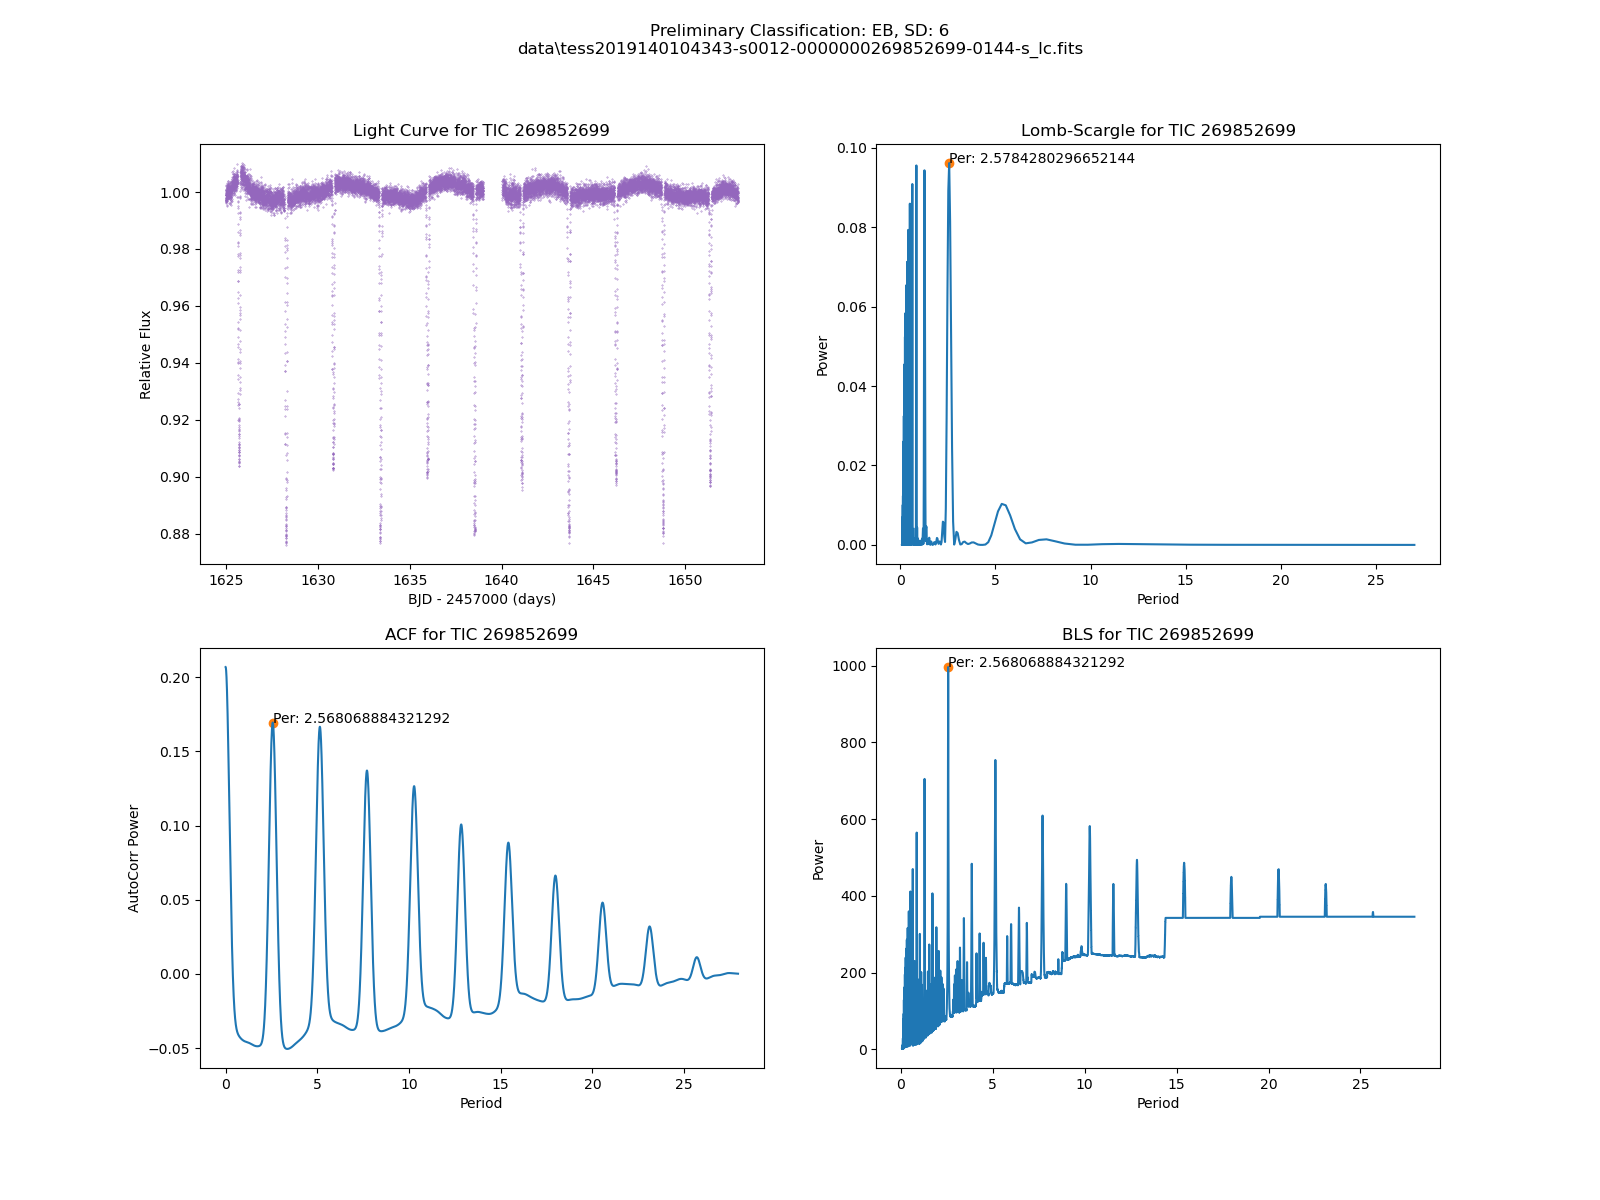 Preliminary Classification: EB, SD: 6
data\tess2019140104343-s0012-0000000269852699-0144-s_lc.fits
Light Curve for TIC 269852699
Relative Flux
1.00
0.98
0.96
0.94
0.92
0.90
0.88
1625
1630
1635
1640
1645
1650
BJD - 2457000 (days)
Lomb-Scargle for TIC 269852699
Per: 2.5784280296652144
Power
0.10
0.08
0.06
0.04
0.02
0.00
0
5
10
15
20
25
Period
ACF for TIC 269852699
Per: 2.568068884321292
AutoCorr Power
0.20
0.15
0.10
0.05
0.00
−0.05
0
5
10
15
20
25
Period
BLS for TIC 269852699
Per: 2.568068884321292
Power
1000
800
600
400
200
0
0
5
10
15
20
25
Period